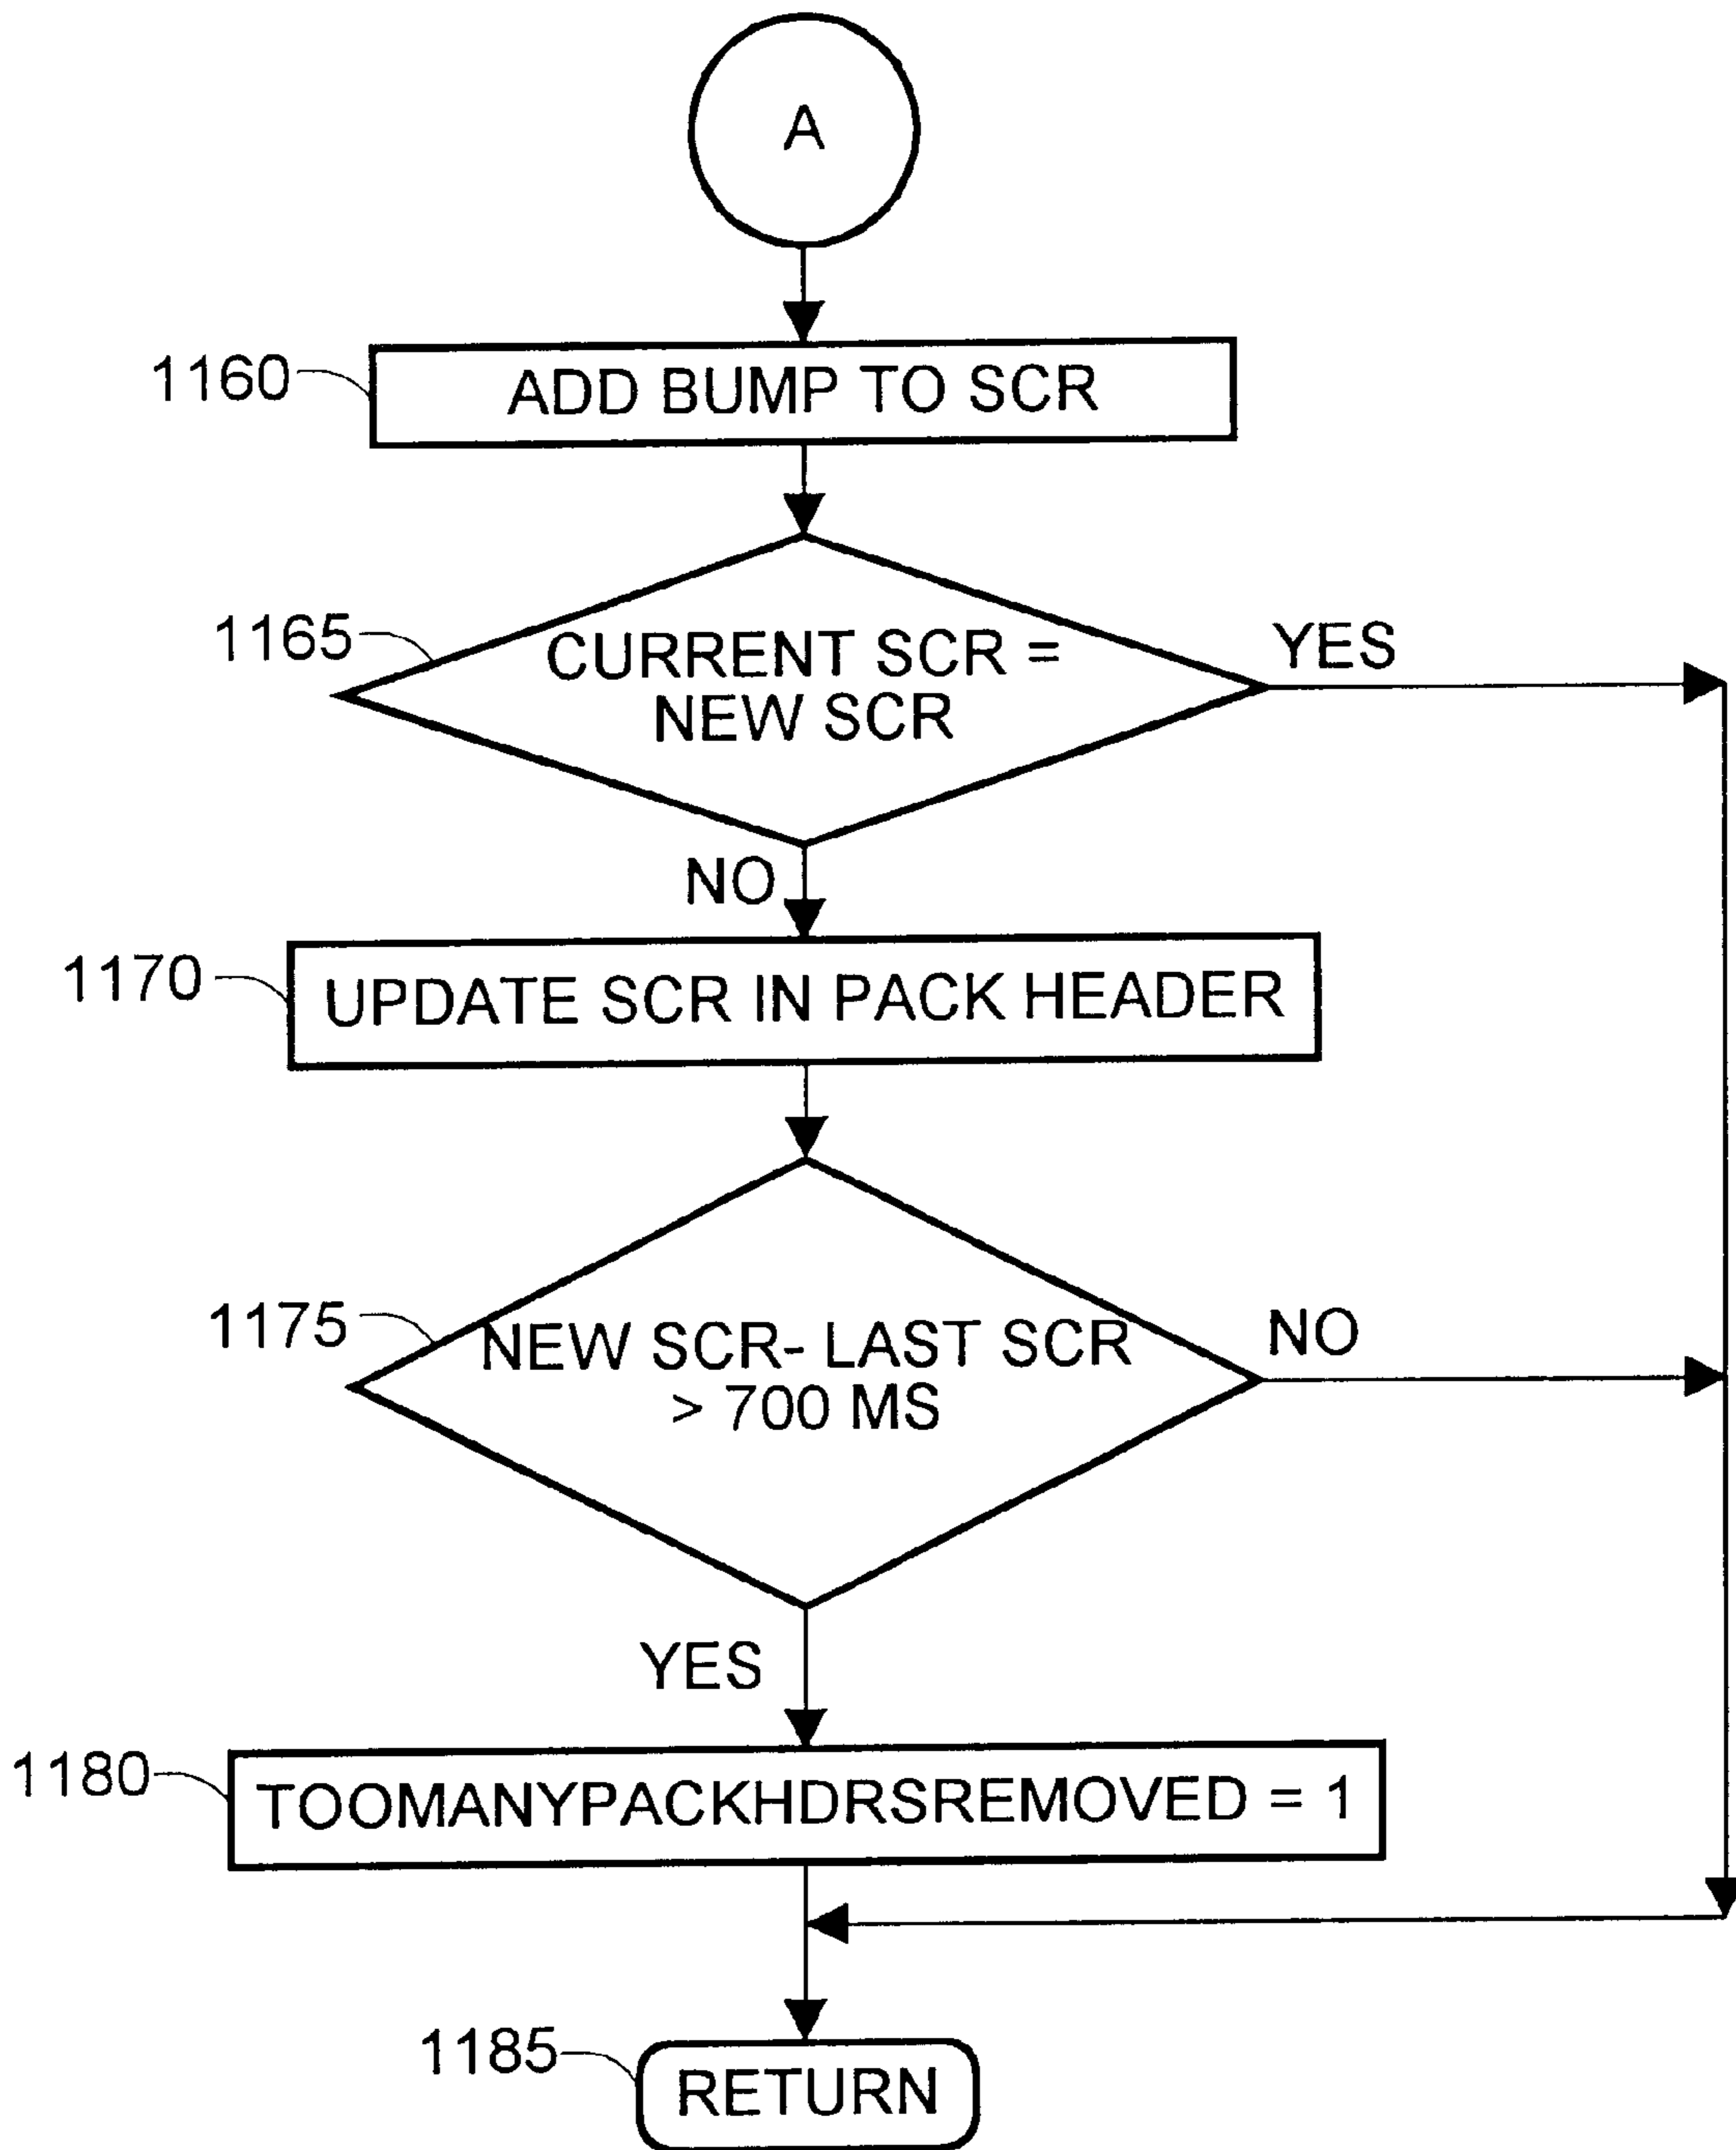 A
1160
ADD BUMP TO SCR
1165
CURRENT SCR =
NEW SCR
YES
NO
1170
UPDATE SCR IN PACK HEADER
1175
NEW SCR- LAST SCR
> 700 MS
NO
YES
1180
TOOMANYPACKHDRSREMOVED = 1
1185
RETURN